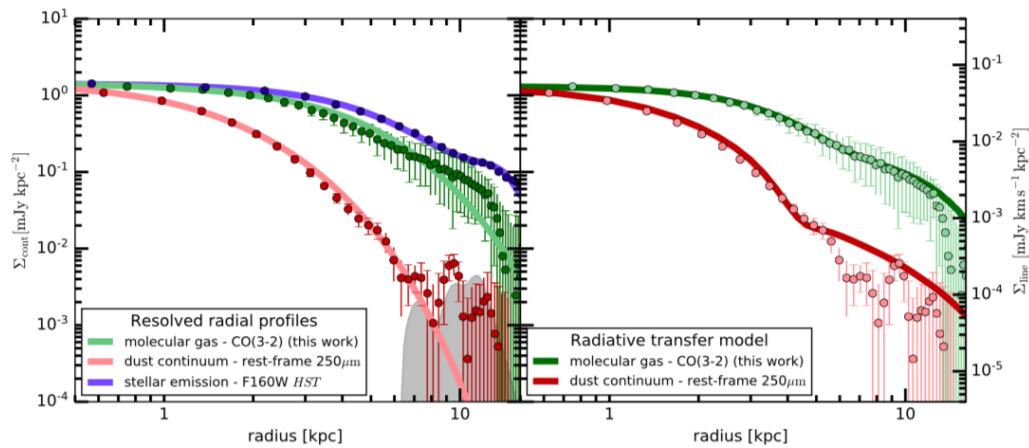 10^1
10^0
10^-1
10^-2
10^-3
10^-4
Σcont[mJy kpc^-2]
Resolved radial profiles
molecular gas - CO(3-2) (this work)
dust continuum - rest-frame 250μm
stellar emission - F160W HST
1
10
radius [kpc]
Radiative transfer model
molecular gas - CO(3-2) (this work)
dust continuum - rest-frame 250μm
1
10
radius [kpc]
10^-1
10^-2
10^-3
10^-4
10^-5
Σline [mJy km s^-1 kpc^-2]